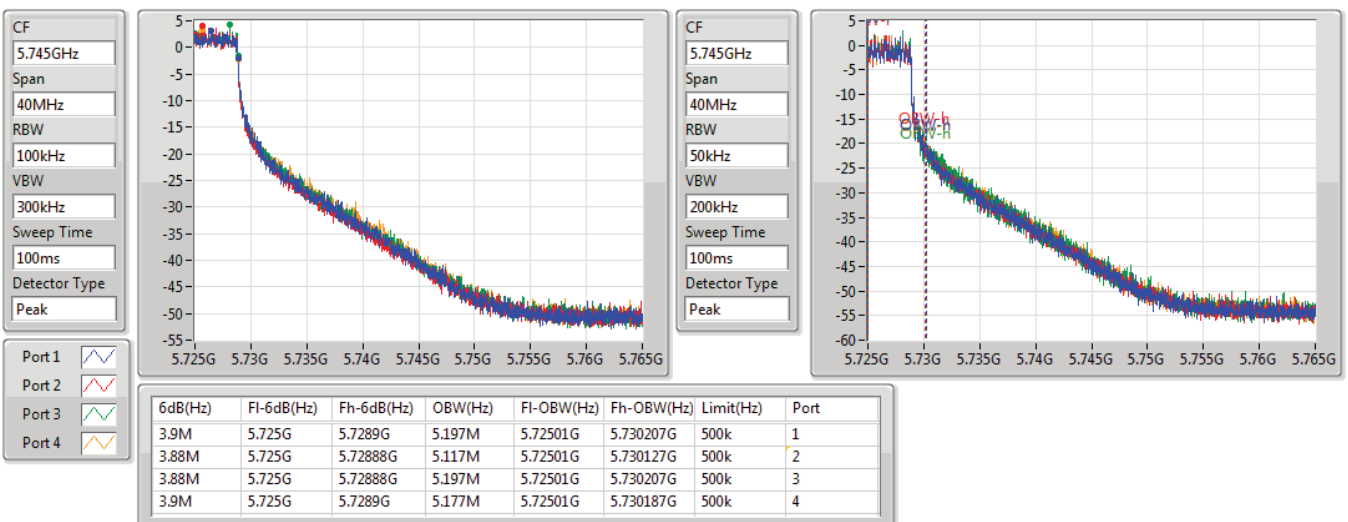 CF
5.745GHz
Span
40MHz
RBW
100kHz
VBW
300kHz
Sweep Time
100ms
Detector Type
Peak
5
0
-5
-10
-15
-20
-25
-30
-35
-40
-45
-50
-55
5.725G 5.73G 5.735G 5.74G 5.745G 5.75G 5.755G 5.76G 5.765G
CF
5.745GHz
Span
40MHz
RBW
50kHz
VBW
200kHz
Sweep Time
100ms
Detector Type
Peak
5
0
-5
-10
-15
-20
-25
-30
-35
-40
-45
-50
-55
-60
OBW-h
5.725G 5.73G 5.735G 5.74G 5.745G 5.75G 5.755G 5.76G 5.765G
Port 1
Port 2
Port 3
Port 4
6dB(Hz) Fl-6dB(Hz) Fh-6dB(Hz) OBW(Hz) Fl-OBW(Hz) Fh-OBW(Hz) Limit(Hz) Port
3.9M 5.725G 5.7289G 5.197M 5.72501G 5.730207G 500k 1
3.88M 5.725G 5.72888G 5.117M 5.72501G 5.730127G 500k 2
3.88M 5.725G 5.72888G 5.197M 5.72501G 5.730207G 500k 3
3.9M 5.725G 5.7289G 5.177M 5.72501G 5.730187G 500k 4